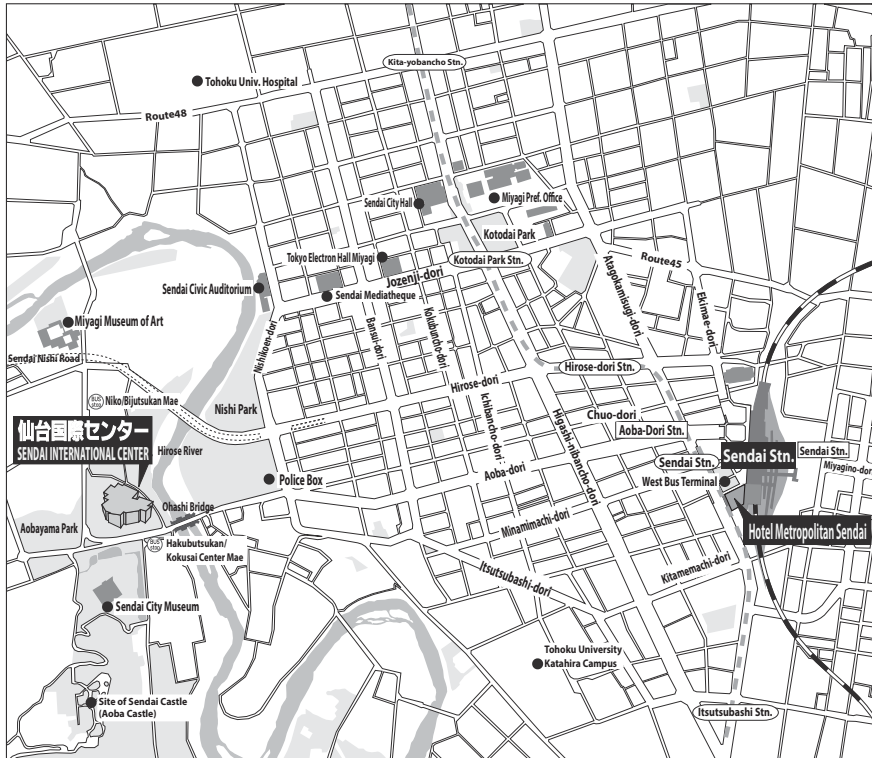 Kita-yobancho Stn.
Tohoku Univ. Hospital
Route48
Sendai City Hall
Miyagi Pref. Office
Kotodai Park
Tokyo Electron Hall Miyagi
Kotodai Park Stn.
Route45
Jozenji-dori
Sendai Civic Auditorium
Sendai Mediatheque
Atagokamisugi-dori
Ekimae-dori
Miyagi Museum of Art
Nishikoen-dori
Bansui-dori
Kokubuncho-dori
Sendai Nishi Road
Hirose-dori Stn.
Hirose-dori
BUS
stop
Niko/Bijutsukan Mae
Nishi Park
Ichibancho-dori
Higashi-nibancho-dori
Chuo-dori
Aoba-Dori Stn.
仙台国際センター
SENDAI INTERNATIONAL CENTER
Hirose River
Sendai Stn.
Sendai Stn.
Sendai Stn.
Miyagino-dori
Aoba-dori
Police Box
West Bus Terminal
Ohashi Bridge
Aobayama Park
Minamimachi-dori
Hotel Metropolitan Sendai
BUS
stop
Hakubutsukan/
Kokusai Center Mae
Itsutsubashi-dori
Kitamemachi-dori
Sendai City Museum
Tohoku University
Katahira Campus
Site of Sendai Castle
(Aoba Castle)
Itsutsubashi Stn.